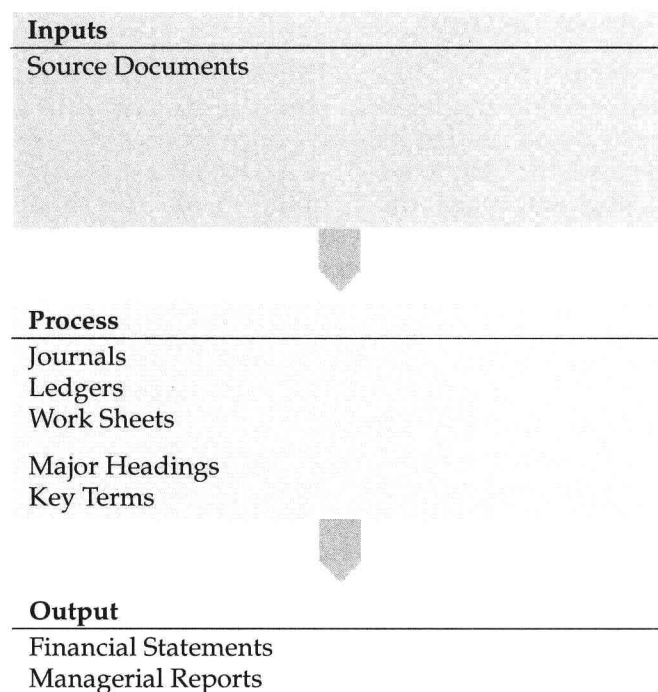 Inputs
Source Documents
Process
Journals
Ledgers
Work Sheets
Major Headings
Key Terms
Output
Financial Statements
Managerial Reports